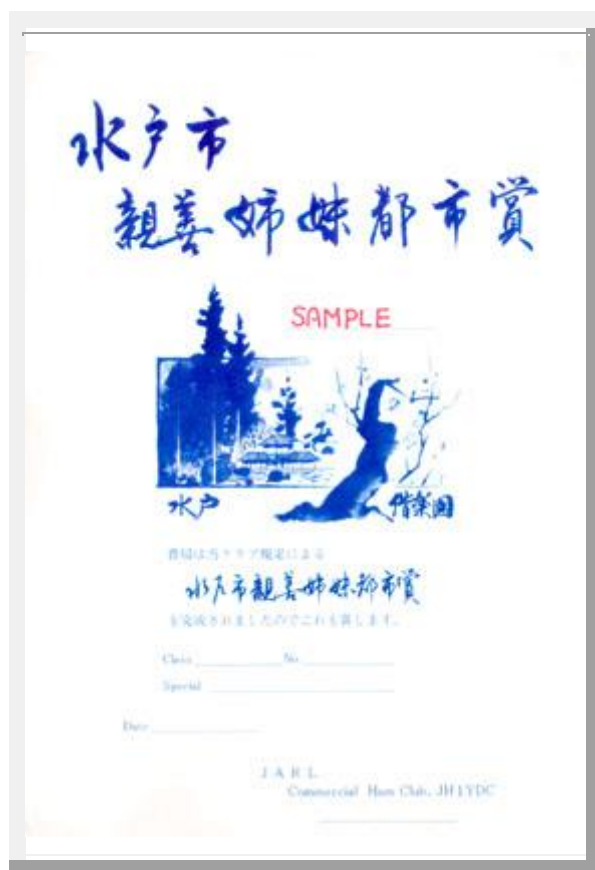 水戸市
親善姉妹都市賞
SAMPLE
水戸 偕楽園
貴局は当クラブ規定による
水戸市親善姉妹都市賞
を完成されましたのでこれを賞します。
Class No
Special
Date
J A R L
Commercial Ham Club, JH1YDC